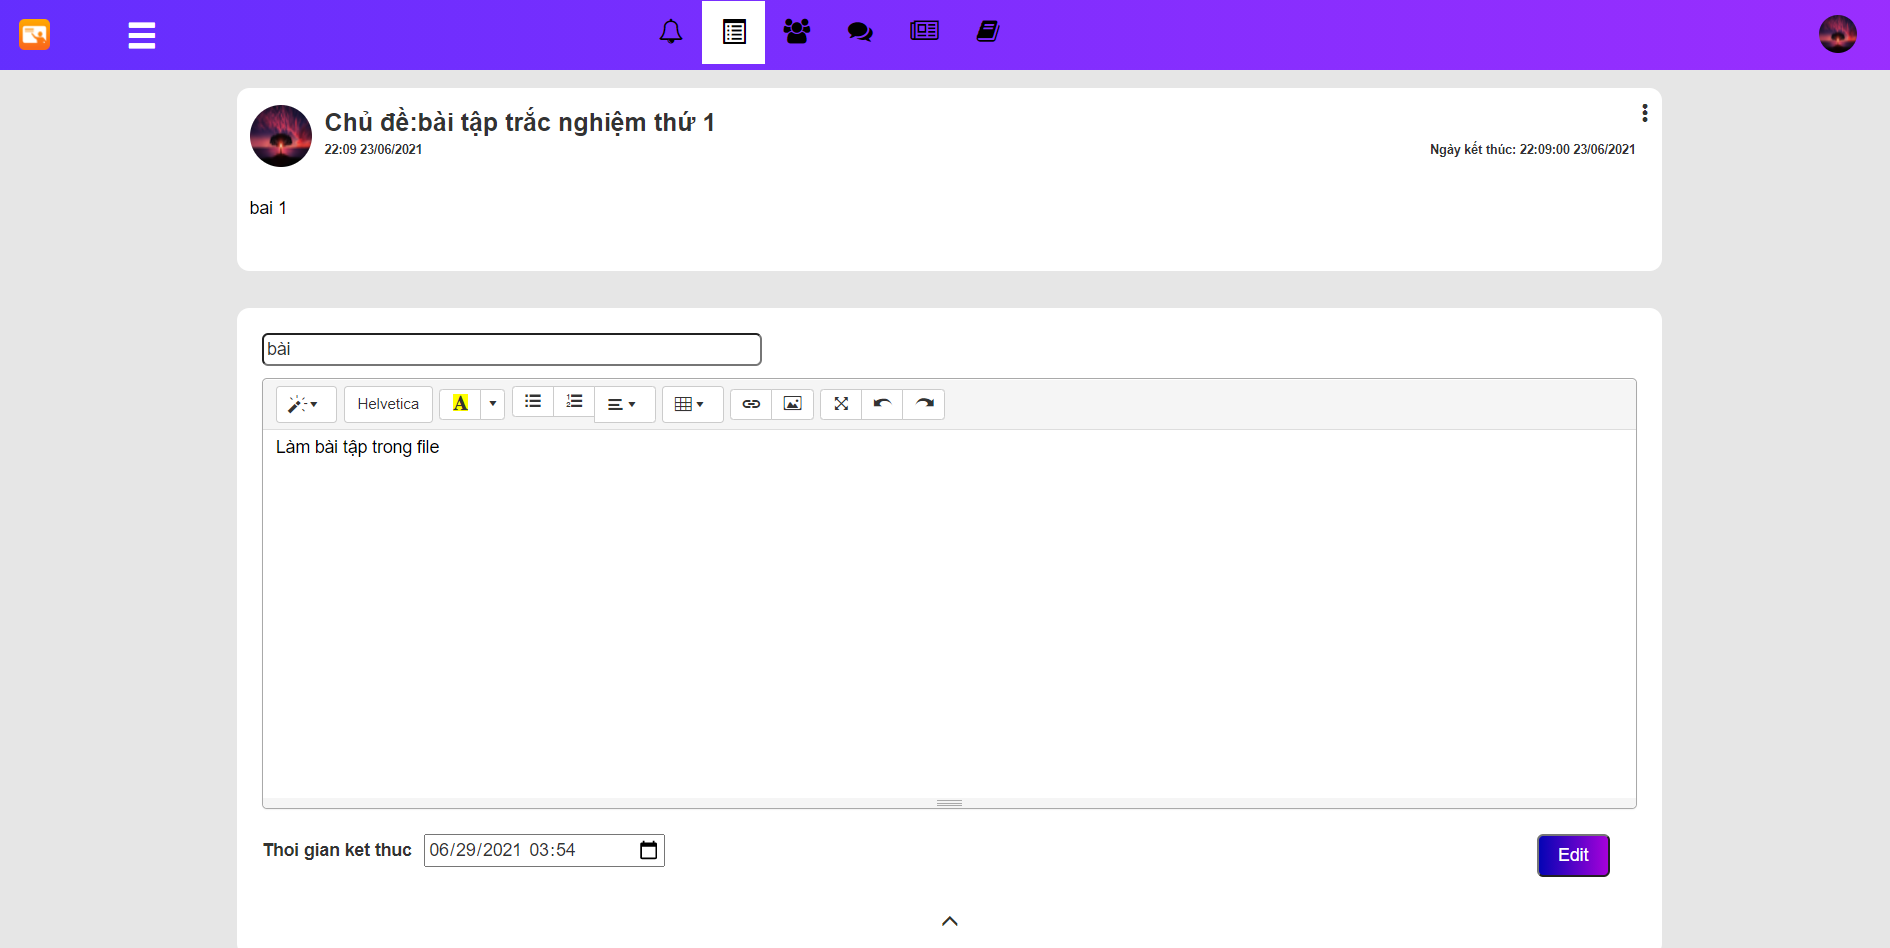 Chủ đề:bài tập trắc nghiệm thứ 1
22:09 23/06/2021
Ngày kết thúc: 22:09:00 23/06/2021
bai 1
bài
Helvetica
A
Làm bài tập trong file
Thoi gian ket thuc 06/29/2021 03:54
Edit